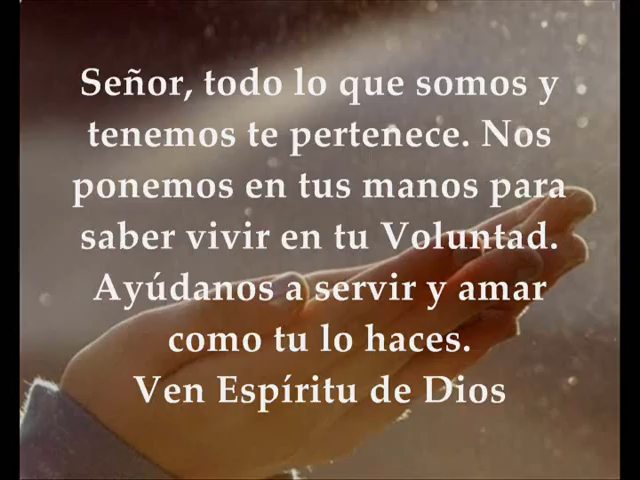 Señor, todo lo que somos y
tenemos te pertenece. Nos
ponemos en tus manos para
saber vivir en tu Voluntad.
Ayúdanos a servir y amar
como tu lo haces.
Ven Espíritu de Dios